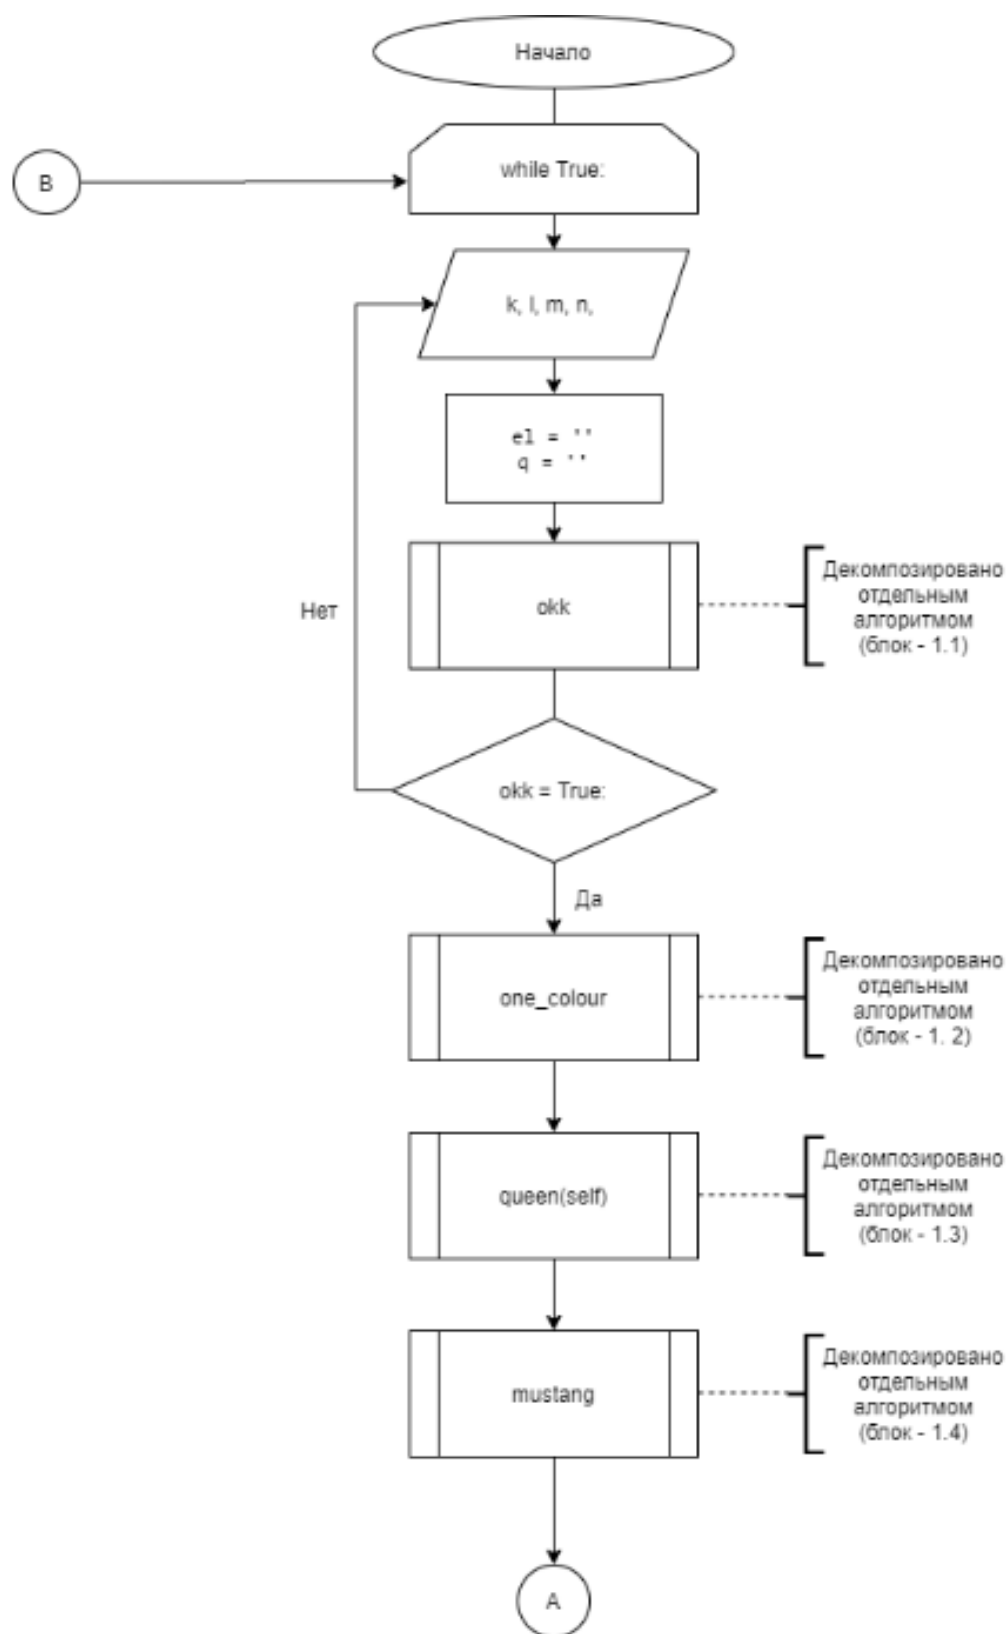 Начало
B
while True:
k, l, m, n,
el = ''
q = ''
okk
Декомпозировано
отдельным
алгоритмом
(блок - 1.1)
Нет
okk = True:
Да
one_colour
Декомпозировано
отдельным
алгоритмом
(блок - 1. 2)
queen(self)
Декомпозировано
отдельным
алгоритмом
(блок - 1.3)
mustang
Декомпозировано
отдельным
алгоритмом
(блок - 1.4)
A